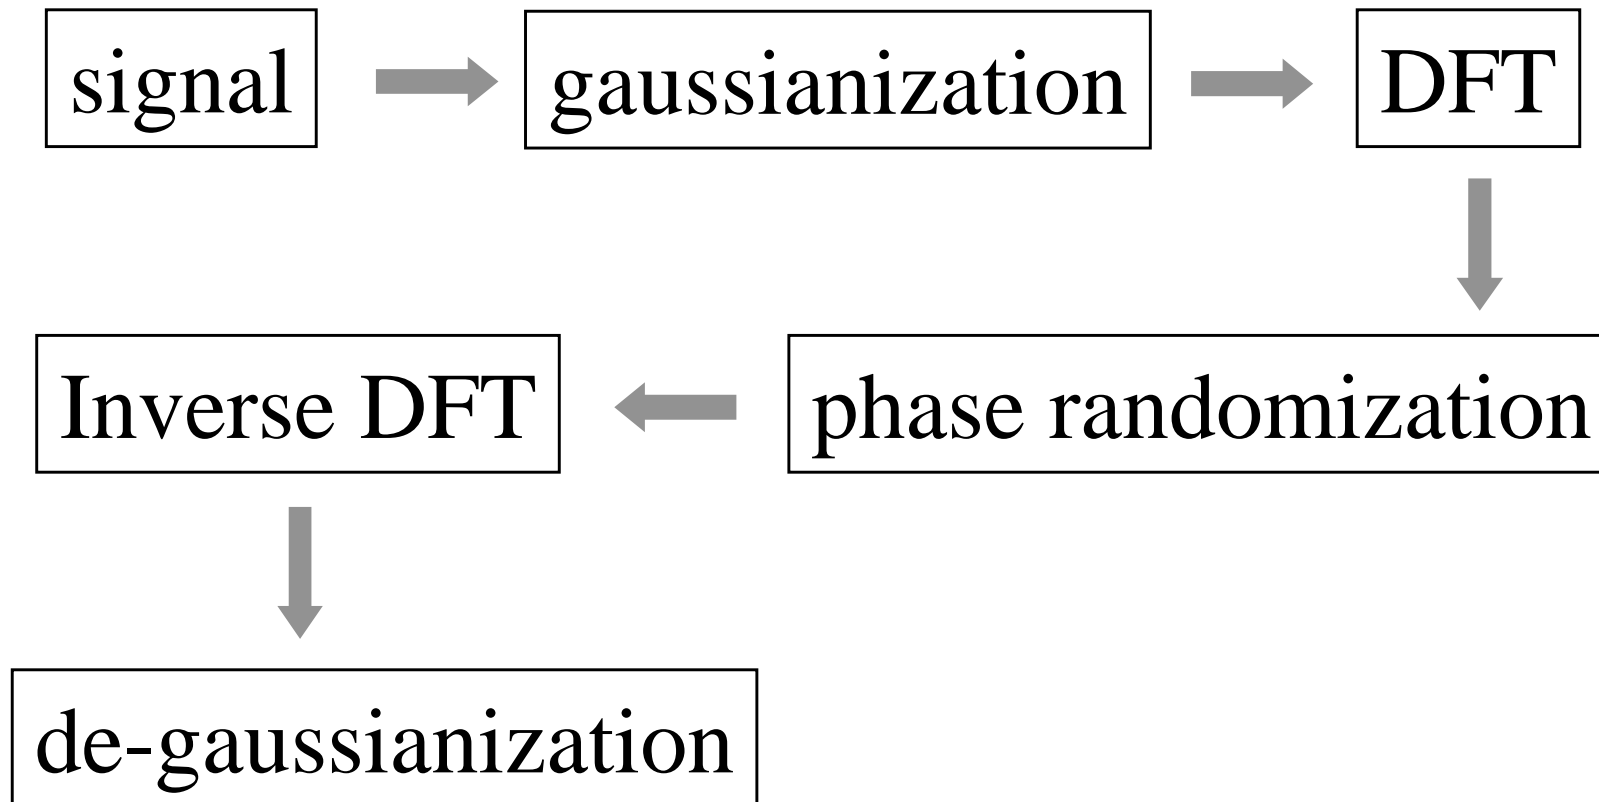 signal
gaussianization
DFT
phase randomization
Inverse DFT
de-gaussianization